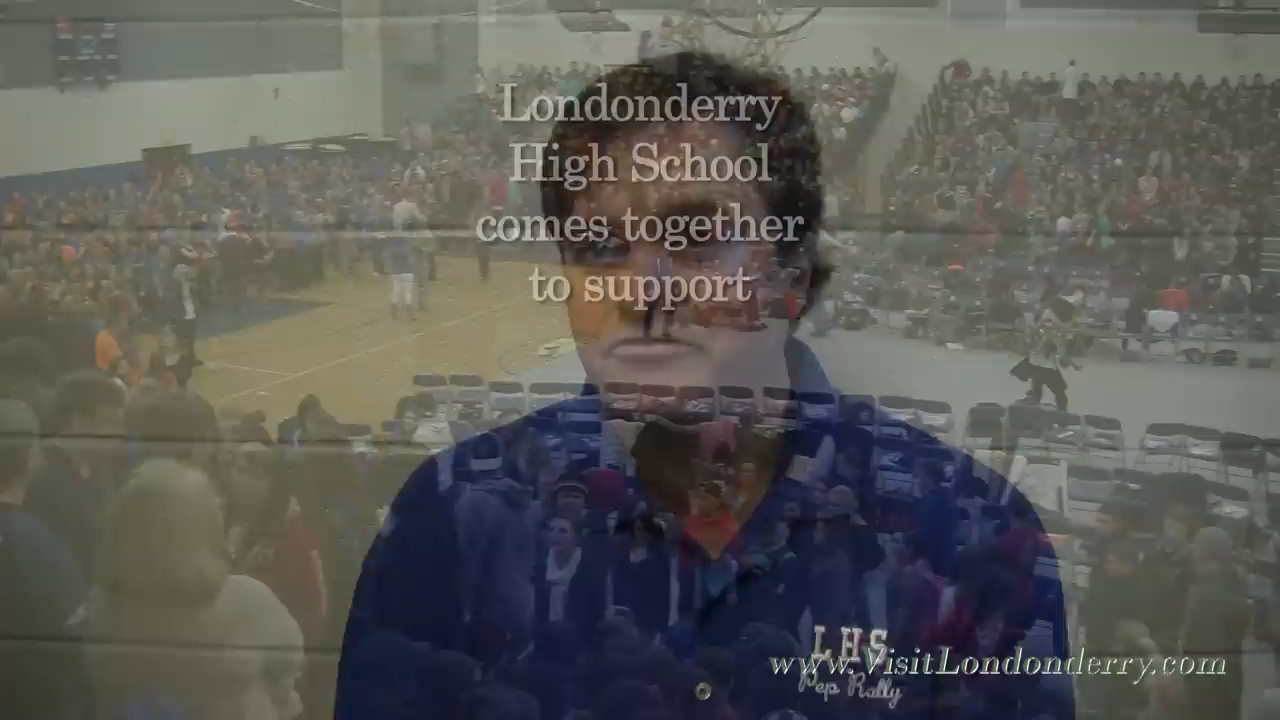 Londonderry
High School
comes together
to support
LHS
www.VisitLondonderry.com
Pep Rally